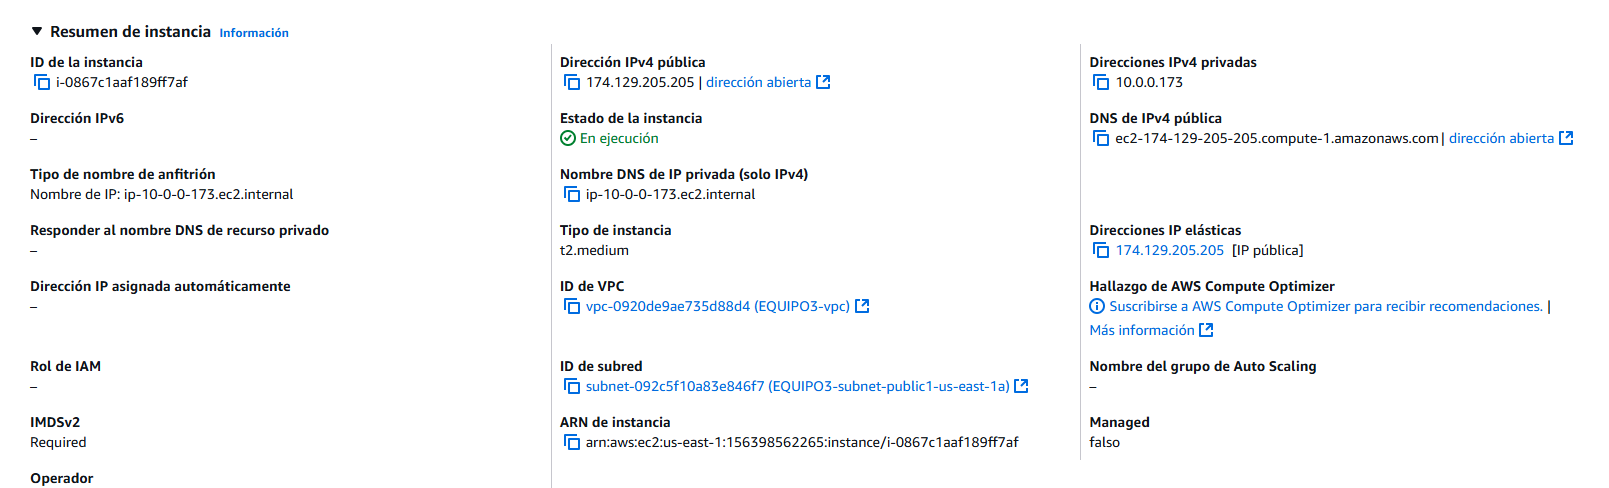 Resumen de instancia Información
ID de la instancia
i-0867c1aaf189ff7af
Dirección IPv4 pública
174.129.205.205 | dirección abierta
Direcciones IPv4 privadas
10.0.0.173
Dirección IPv6
–
Estado de la instancia
En ejecución
DNS de IPv4 pública
ec2-174-129-205-205.compute-1.amazonaws.com | dirección abierta
Tipo de nombre de anfitrión
Nombre de IP: ip-10-0-0-173.ec2.internal
Nombre DNS de IP privada (solo IPv4)
ip-10-0-0-173.ec2.internal
Responder al nombre DNS de recurso privado
–
Tipo de instancia
t2.medium
Direcciones IP elásticas
174.129.205.205 [IP pública]
Dirección IP asignada automáticamente
–
ID de VPC
vpc-0920de9ae735d88d4 (EQUIPO3-vpc)
Hallazgo de AWS Compute Optimizer
Suscribirse a AWS Compute Optimizer para recibir recomendaciones. |
Más información
Rol de IAM
–
ID de subred
subnet-092c5f10a83e846f7 (EQUIPO3-subnet-public1-us-east-1a)
Nombre del grupo de Auto Scaling
–
IMDSv2
Required
ARN de instancia
arn:aws:ec2:us-east-1:156398562265:instance/i-0867c1aaf189ff7af
Managed
falso
Operador